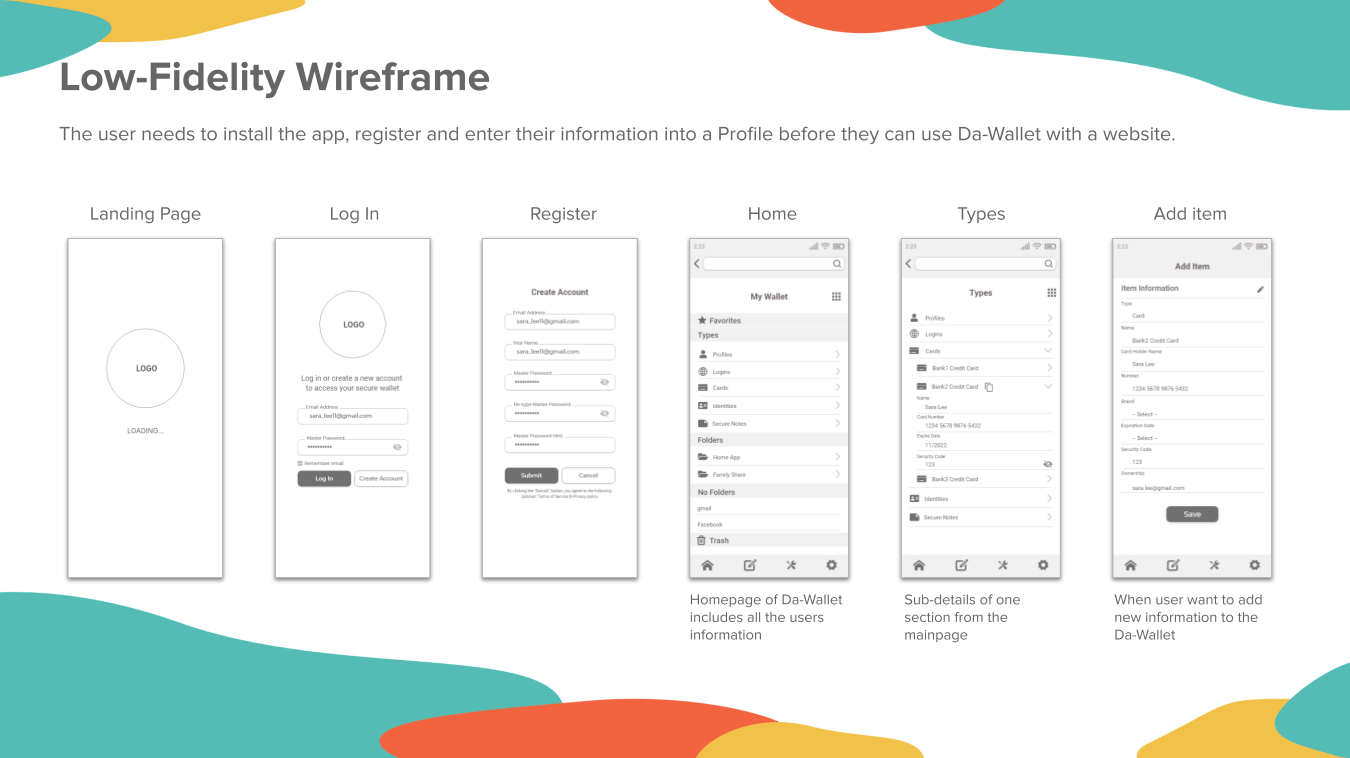 Low-Fidelity Wireframe
The user needs to install the app, register and enter their information into a Profile before they can use Da-Wallet with a website.
Landing Page
LOGO
LOADING...
Log In
LOGO
Log in or create a new account
to access your secure wallet
Email Address
sara_lee11@gmail.com
Master Password
••••••••••
Remember email
Log In
Create Account
Register
Create Account
Email Address
sara_lee11@gmail.com
Your Name
sara_lee11@gmail.com
Master Password
••••••••••
Re-type Master Password
••••••••••
Master Password Hint
••••••••••
Submit
Cancel
By clicking the "Submit" button, you agree to the following
policies: Terms of Service & Privacy policy.
Home
2:23
My Wallet
Favorites
Types
Profiles
Logins
Cards
Identities
Secure Notes
Folders
Home App
Family Share
No Folders
gmail
Facebook
Trash
Homepage of Da-Wallet
includes all the users
information
Types
2:23
Types
Profiles
Logins
Cards
Bank1 Credit Card
Bank2 Credit Card
Name
Sara Lee
Card Number
1234 5678 9876 5432
Expire Date
11/2022
Security Code
123
Bank3 Credit Card
Identities
Secure Notes
Sub-details of one
section from the
mainpage
Add item
2:23
Add Item
Item Information
Type
Card
Name
Bank2 Credit Card
Card Holder Name
Sara Lee
Number
1234 5678 9876 5432
Brand
-- Select --
Expiration Date
-- Select --
Security Code
123
Ownership
sara.lee@gmail.com
Save
When user want to add
new information to the
Da-Wallet